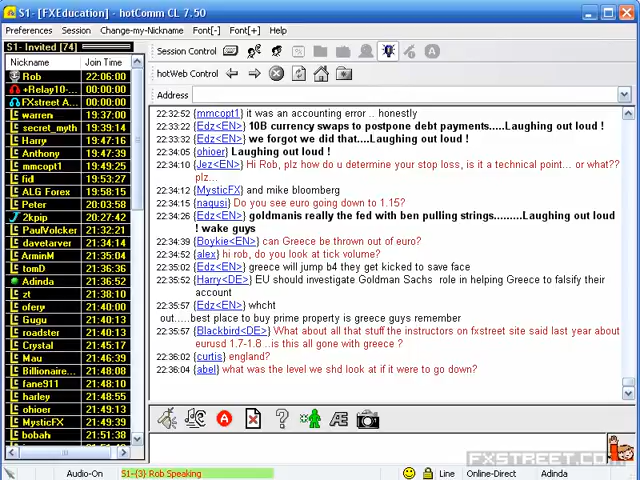 S1- [FXEducation] - hotComm CL 7.50
Preferences Session Change-my-Nickname Font[-] Font[+] Help
S1- Invited [74]
Session Control
Nickname Join Time
Rob 22:06:00
+Relay10-... 00:00:00
FXstreet A... 00:00:00
warren 19:37:00
secret_myth 19:39:14
Harry 19:47:16
Anthony 19:47:39
mmcopt1 19:49:25
fid 19:53:27
ALG Forex 19:58:15
Peter 20:03:58
2kpip 20:27:42
PaulVolcker 21:32:21
davetarver 21:34:14
ArminM 21:35:04
tomD 21:36:36
Adinda 21:36:52
zt 21:38:10
ofery 21:40:00
Gugu 21:40:13
roadster 21:40:31
Crystal 21:45:17
Mau 21:46:39
Billionaire... 21:48:08
fane911 21:48:10
harley 21:48:55
ohioer 21:49:13
MysticFX 21:49:13
bobah 21:51:38
hotWeb Control
Address
22:32:52 {mmcopt1} it was an accounting error .. honestly
22:33:22 {Edz<EN>} 10B currency swaps to postpone debt payments.....Laughing out loud !
22:33:32 {Edz<EN>} we forgot we did that....Laughing out loud !
22:34:05 {ohioer} Laughing out loud !
22:34:10 {Jez<EN>} Hi Rob, plz how do u determine your stop loss, is it a technical point... or what??
plz...
22:34:12 {MysticFX} and mike bloomberg
22:34:15 {naqusi} Do you see euro going down to 1.15?
22:34:26 {Edz<EN>} goldmanis really the fed with ben pulling strings.........Laughing out loud
! wake guys
22:34:39 {Boykie<EN>} can Greece be thrown out of euro?
22:34:52 {alex} hi rob, do you look at tick volume?
22:35:02 {Edz<EN>} greece will jump b4 they get kicked to save face
22:35:52 {Harry<DE>} EU should investigate Goldman Sachs role in helping Greece to falsify their
account
22:35:57 {Edz<EN>} whcht
out.....best place to buy prime property is greece guys remember
22:35:57 {Blackbird<DE>} What about all that stuff the instructors on fxstreet site said last year about
eurusd 1.7-1.8 ..is this all gone with greece ?
22:36:02 {curtis} england?
22:36:04 {abel} what was the level we shd look at if it were to go down?
FXSTREET.COM
Audio-On S1-{3} Rob Speaking Line Online-Direct Adinda